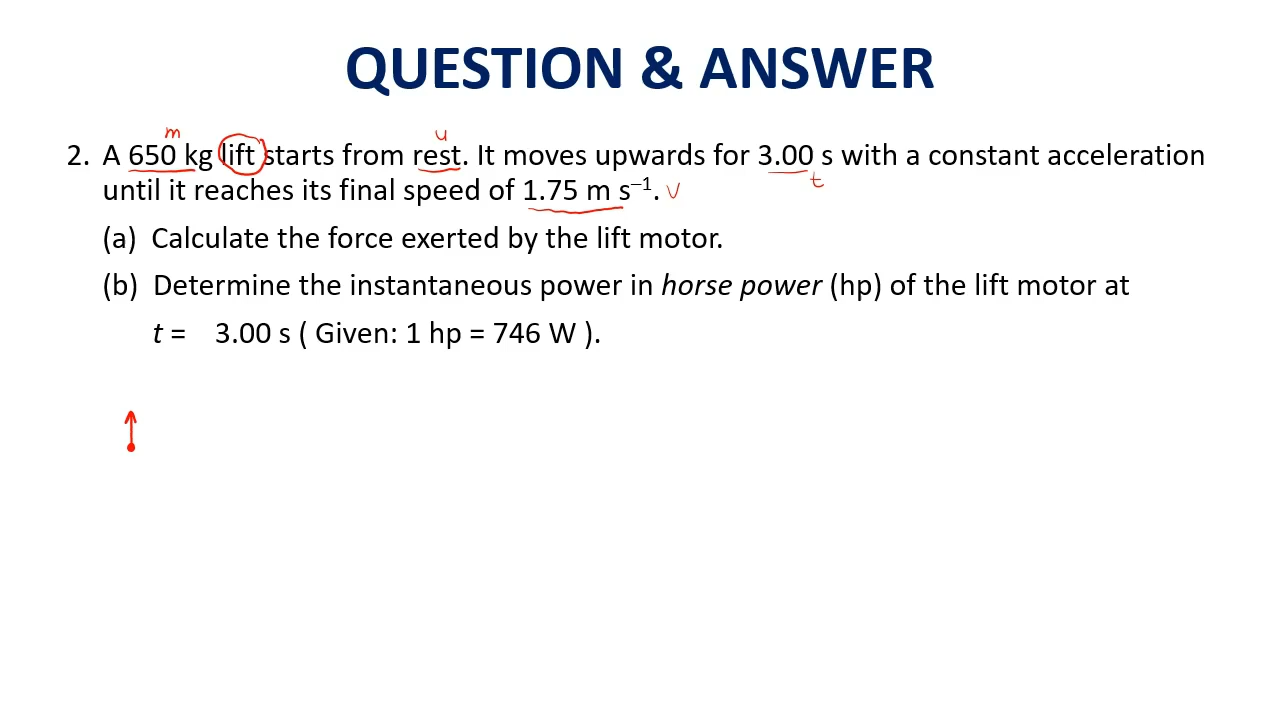 QUESTION & ANSWER
m u
2. A 650 kg lift starts from rest. It moves upwards for 3.00 s with a constant acceleration
t
until it reaches its final speed of 1.75 m s⁻¹. v
(a) Calculate the force exerted by the lift motor.
(b) Determine the instantaneous power in horse power (hp) of the lift motor at
t = 3.00 s ( Given: 1 hp = 746 W ).